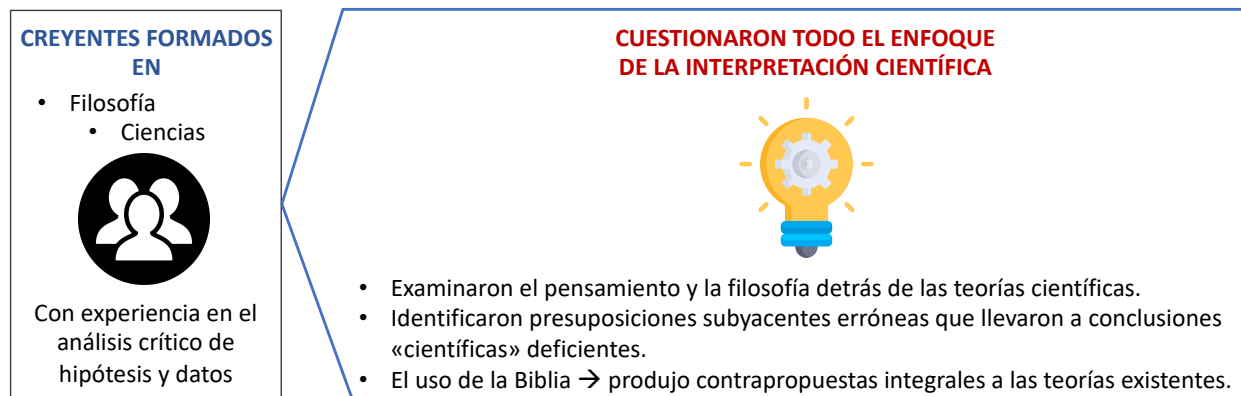 CREYENTES FORMADOS
EN
• Filosofía
• Ciencias
Con experiencia en el
análisis crítico de
hipótesis y datos
CUESTIONARON TODO EL ENFOQUE
DE LA INTERPRETACIÓN CIENTÍFICA
• Examinaron el pensamiento y la filosofía detrás de las teorías científicas.
• Identificaron presuposiciones subyacentes erróneas que llevaron a conclusiones
«científicas» deficientes.
• El uso de la Biblia → produjo contrapropuestas integrales a las teorías existentes.